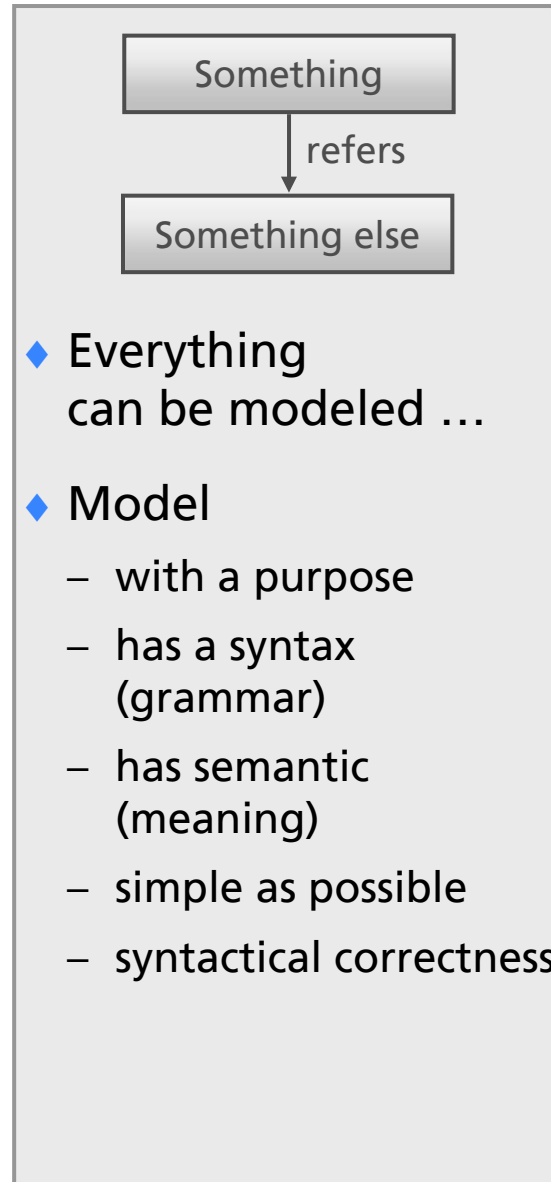 Something
refers
Something else
♦ Everything
can be modeled …
♦ Model
– with a purpose
– has a syntax
(grammar)
– has semantic
(meaning)
– simple as possible
– syntactical correctness